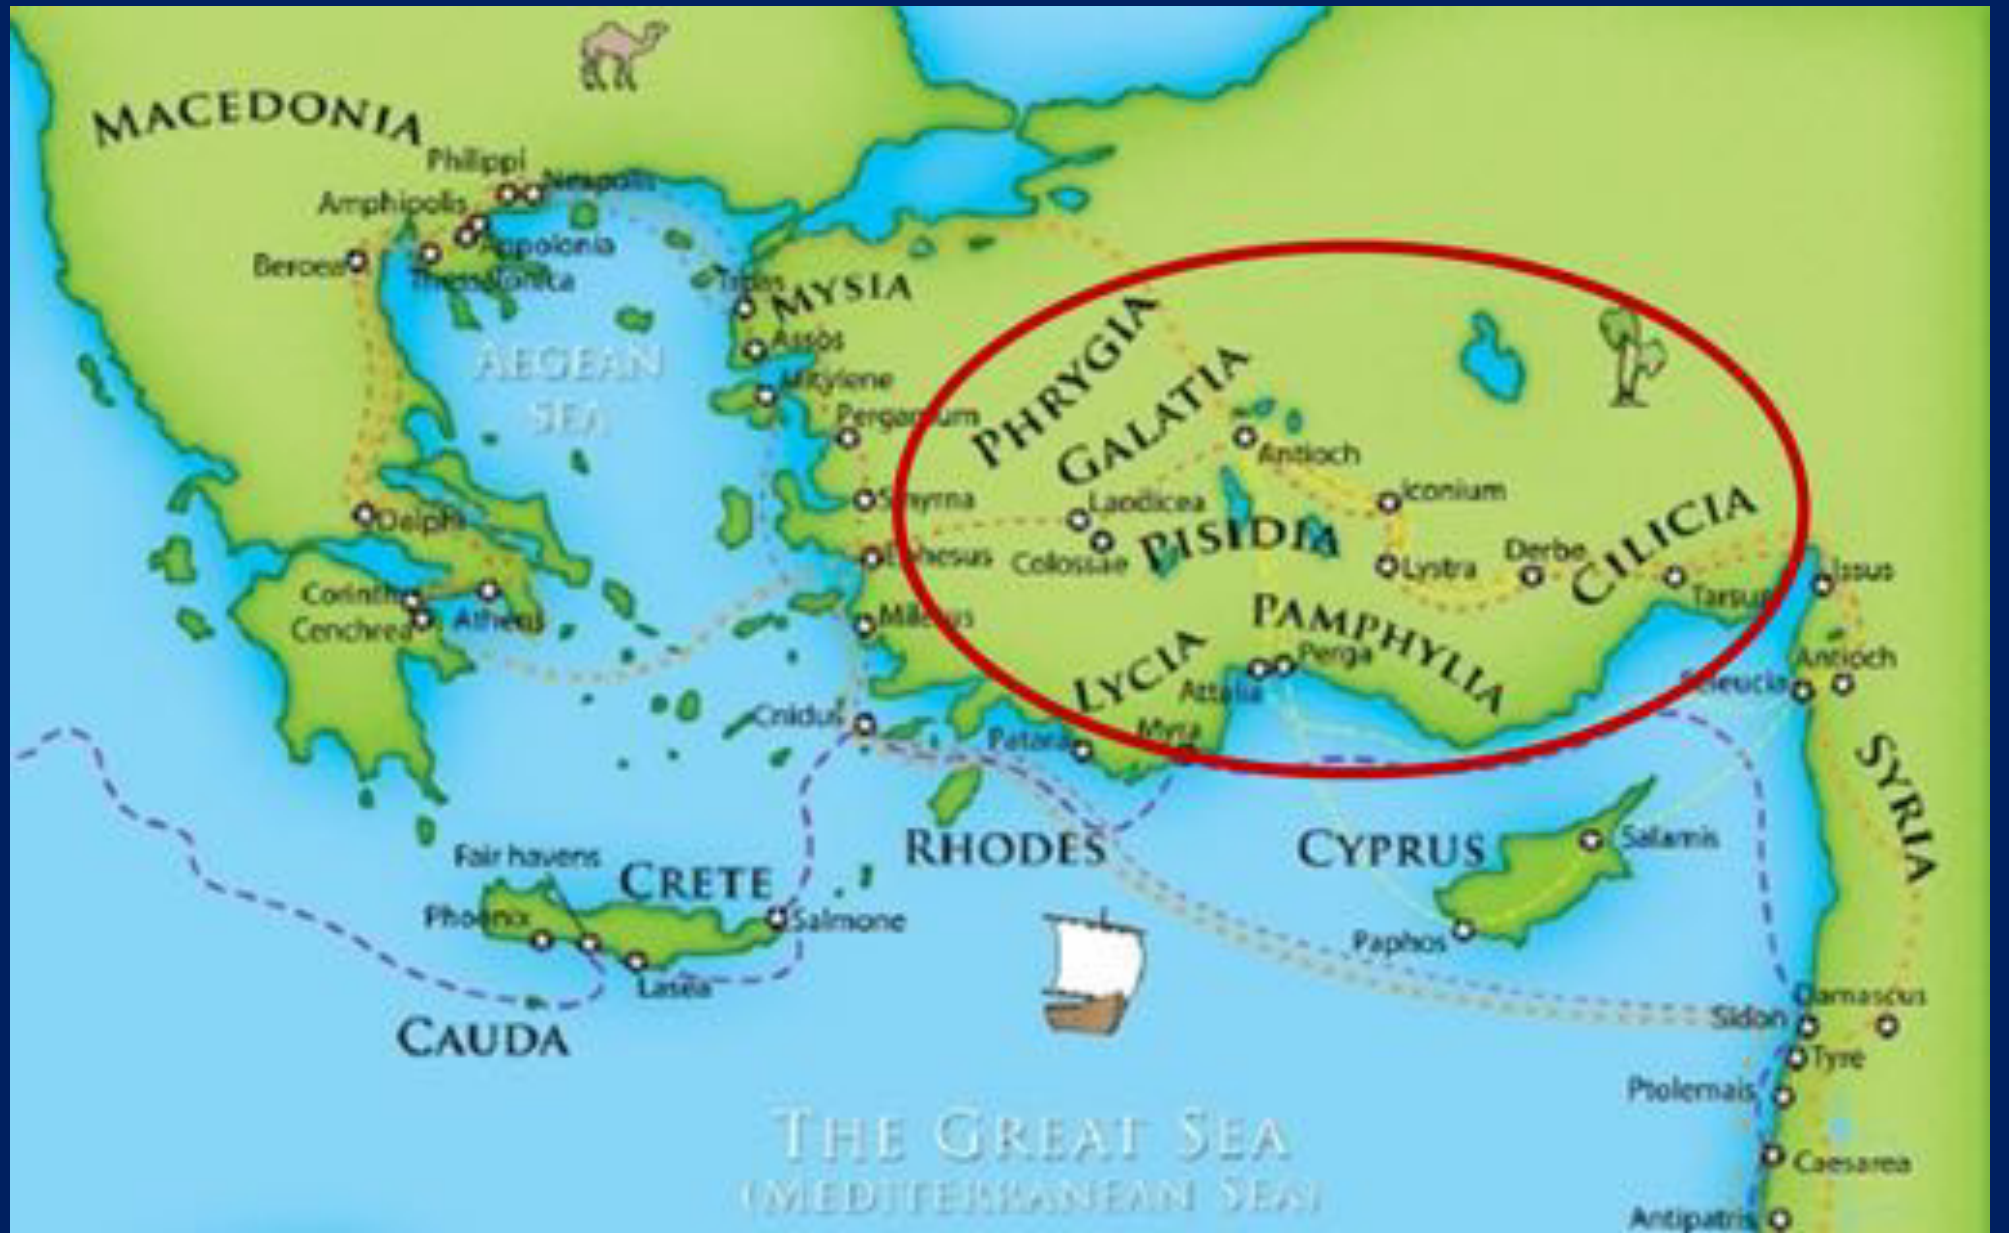 MACEDONIA
Philippi
Neapolis
Amphipolis
Appolonia
Beroea
Thessalonica
MYSIA
Assos
AEGEAN
SEA
Mitylene
Pergamum
PHRYGIA
GALATIA
Antioch
Smyrna
Laodicea
Iconium
Delphi
Ephesus
Colossae
PISIDIA
Lystra
Derbe
CILICIA
Tarsus
Issus
Corinth
Cenchrea
Athens
Miletus
LYCIA
PAMPHYLIA
Perga
Attalia
Antioch
Seleucia
Cnidus
Patara
Myra
SYRIA
RHODES
CYPRUS
Salamis
Fair havens
CRETE
Phoenix
Salmone
Paphos
Lasea
CAUDA
Damascus
Sidon
Tyre
Ptolemais
THE GREAT SEA
(MEDITERRANEAN SEA)
Caesarea
Antipatris